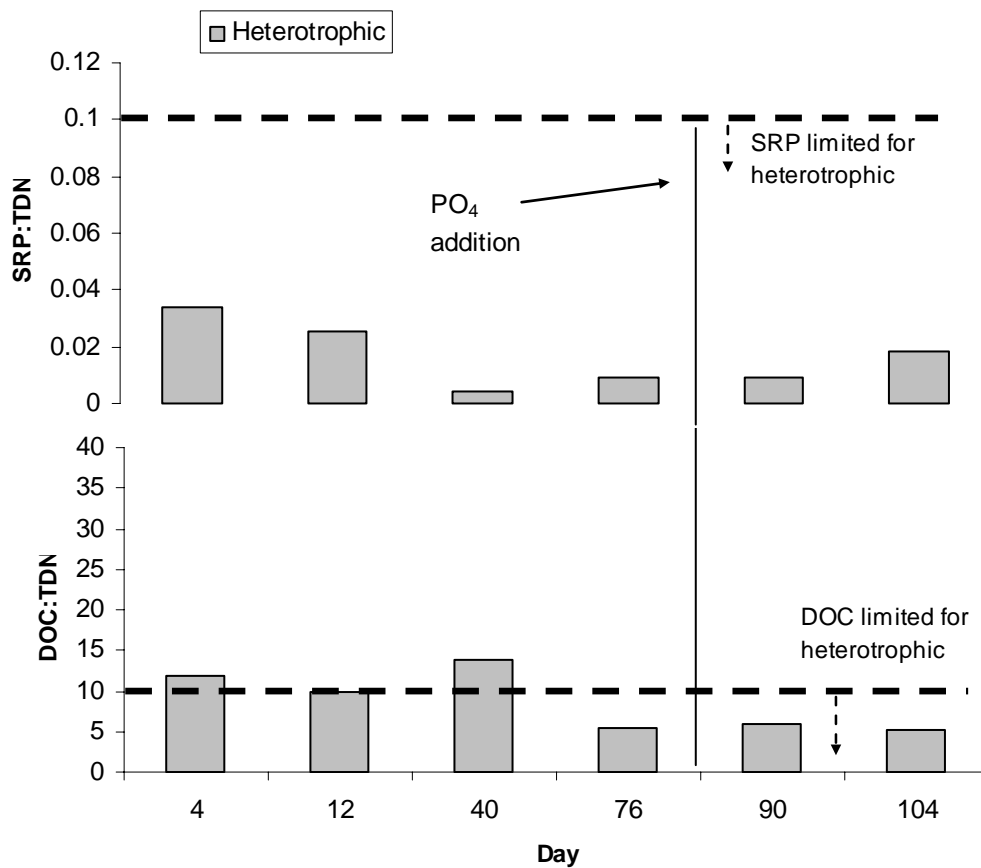 Heterotrophic
0.12
0.1
0.08
0.06
0.04
0.02
0
SRP:TDN
SRP limited for
heterotrophic
PO4
addition
40
35
30
25
20
15
10
5
0
DOC:TDN
DOC limited for
heterotrophic
4 12 40 76 90 104
Day